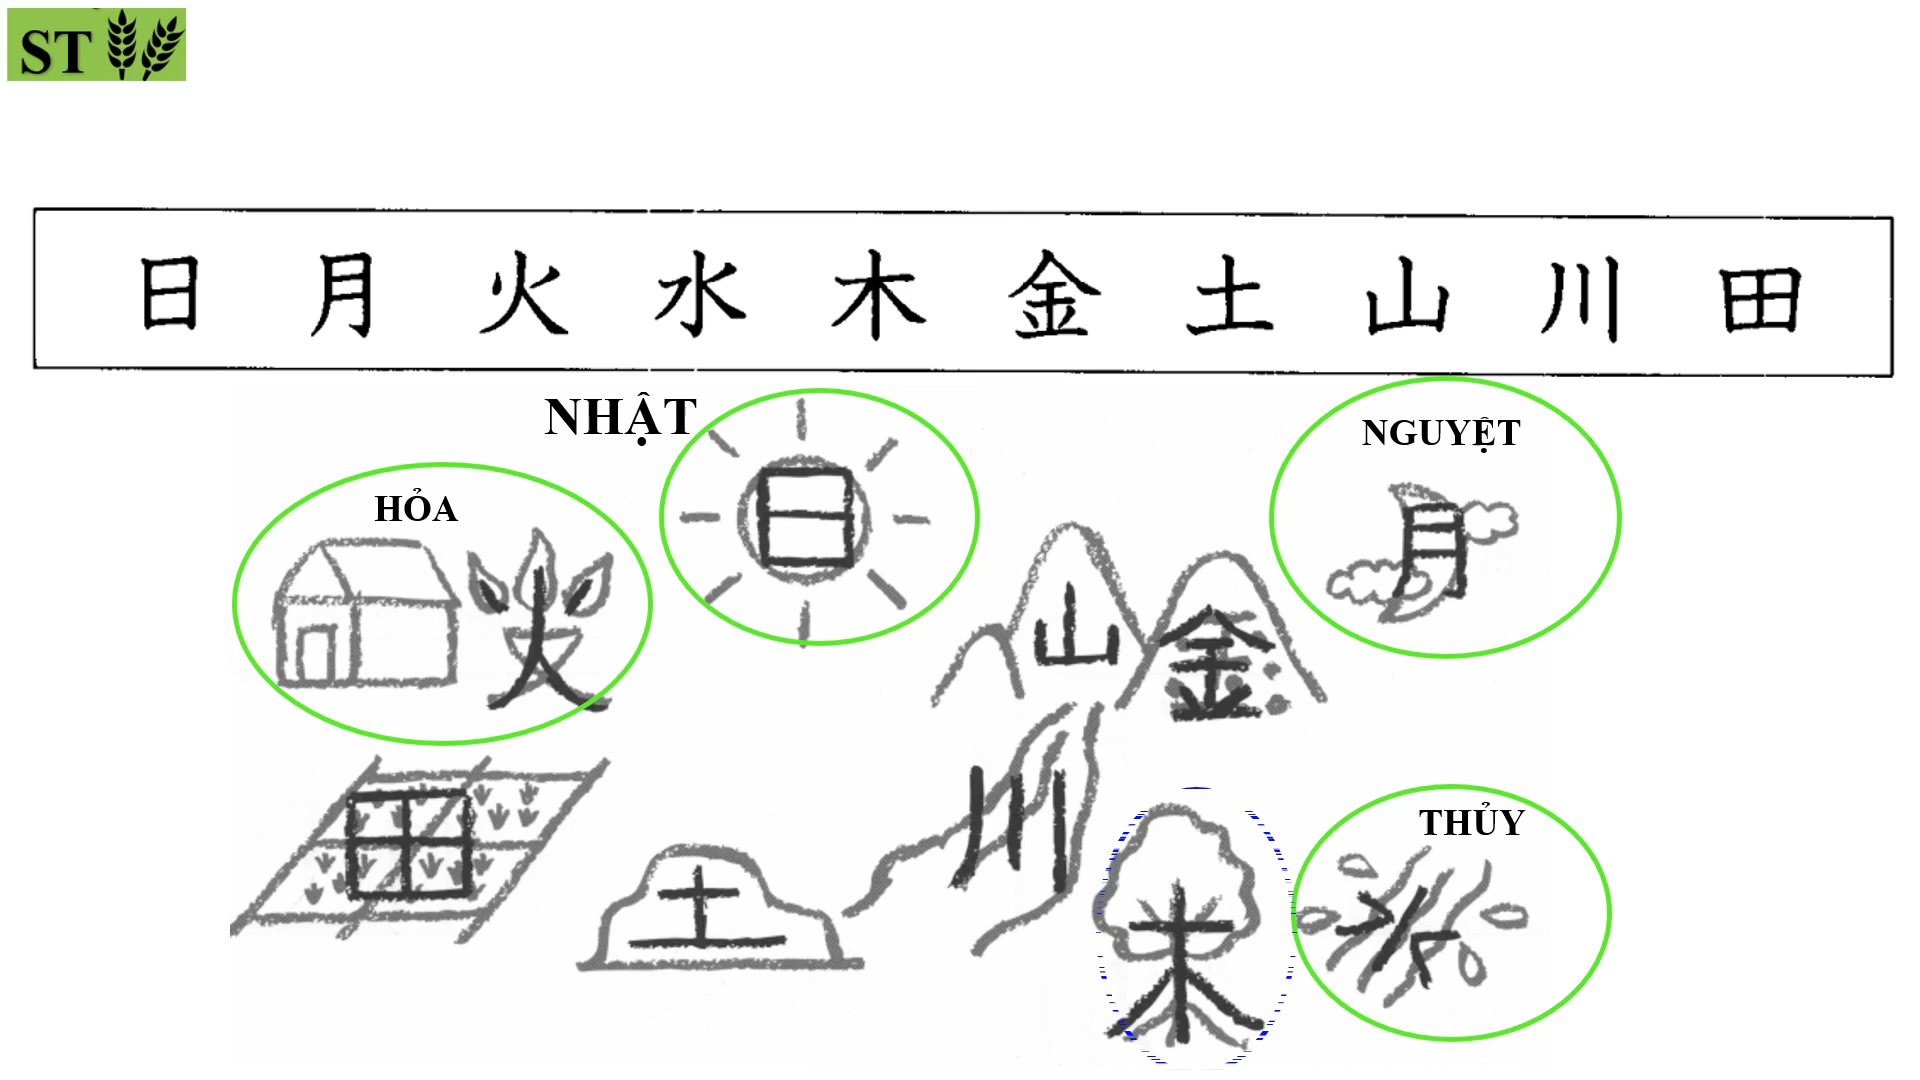 ST
日 月 火 水 木 金 土 山 川 田
NHẬT
NGUYỆT
HỎA
日
月
火
山
金
川
田
土
木
THỦY
水